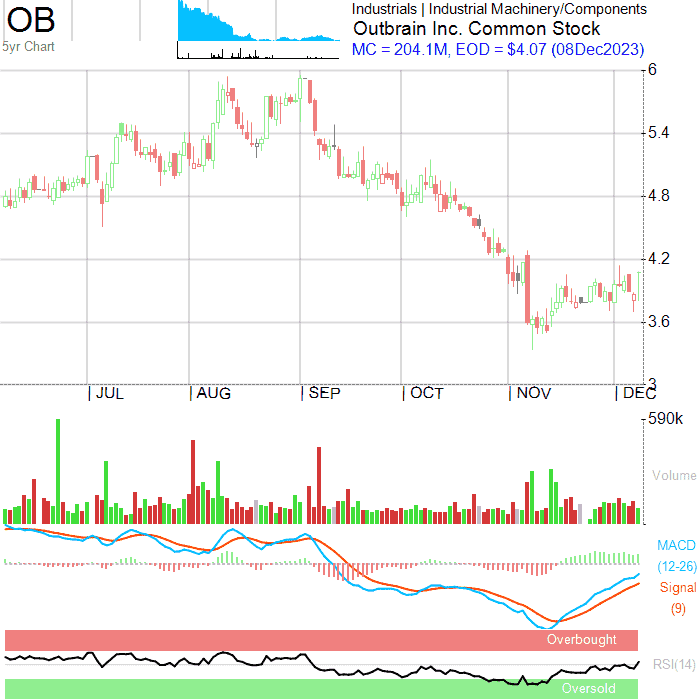 OB
5yr Chart
Industrials | Industrial Machinery/Components
Outbrain Inc. Common Stock
MC = 204.1M, EOD = $4.07 (08Dec2023)
6
5.4
4.8
4.2
3.6
3
JUL
AUG
SEP
OCT
NOV
DEC
590k
Volume
MACD
(12-26)
Signal
(9)
Overbought
RSI(14)
Oversold